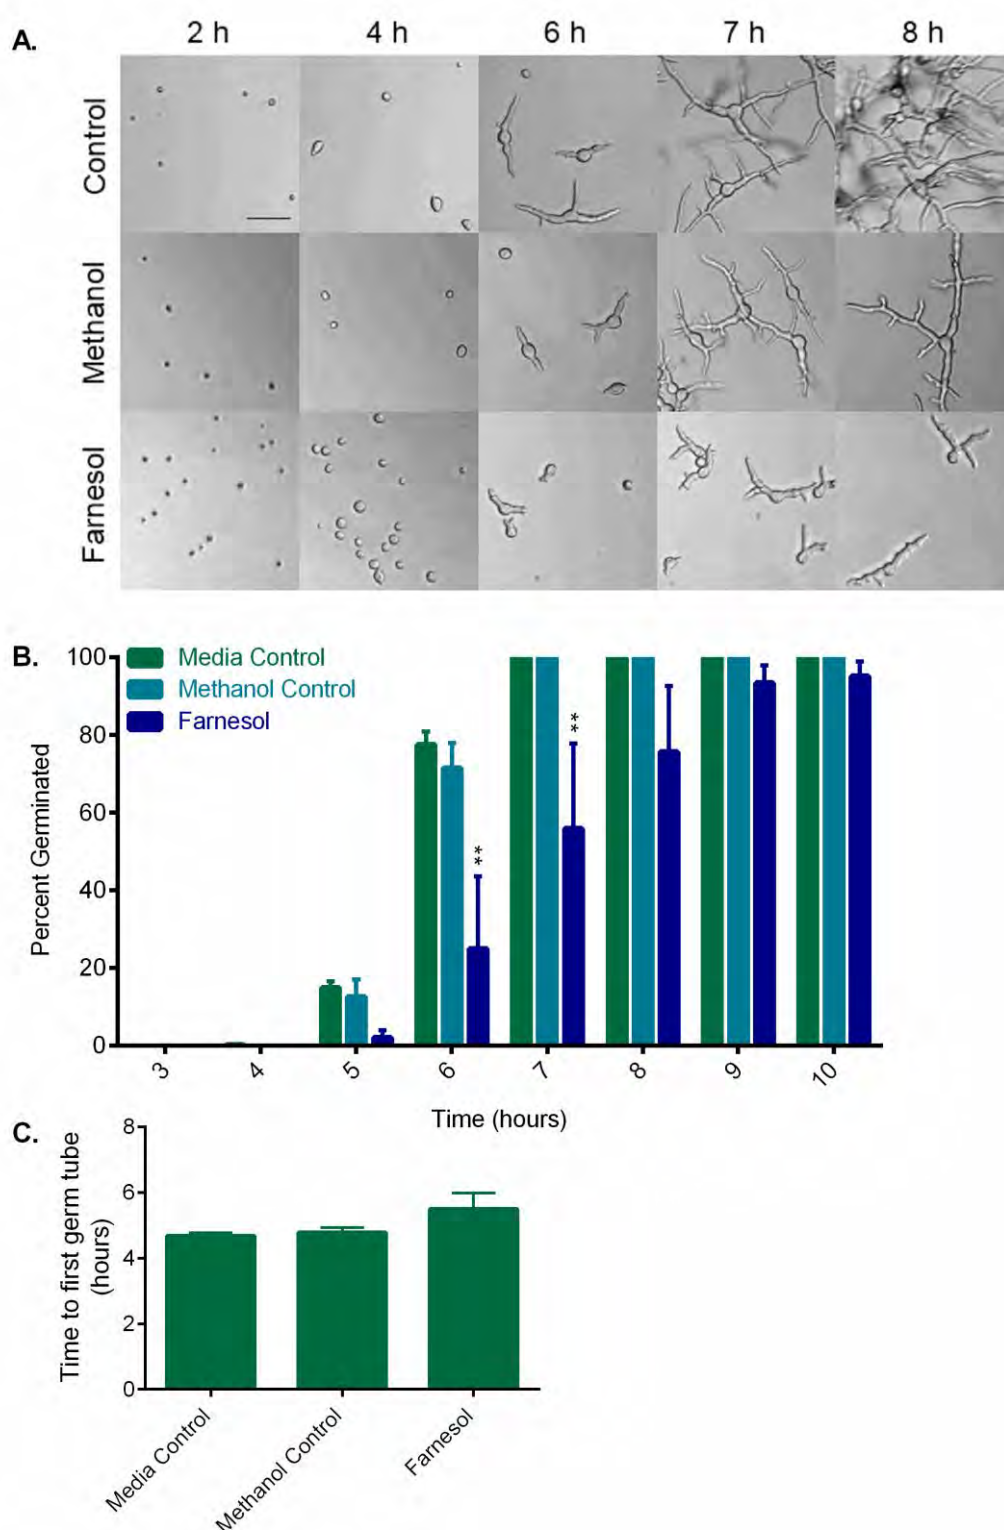 A.
2 h 4 h 6 h 7 h 8 h
Control
Methanol
Farnesol
B.
Media Control
Methanol Control
Farnesol
Percent Germinated
100
80
60
40
20
0
**
**
3 4 5 6 7 8 9 10
Time (hours)
C.
Time to first germ tube
(hours)
8
6
4
2
0
Media Control
Methanol Control
Farnesol